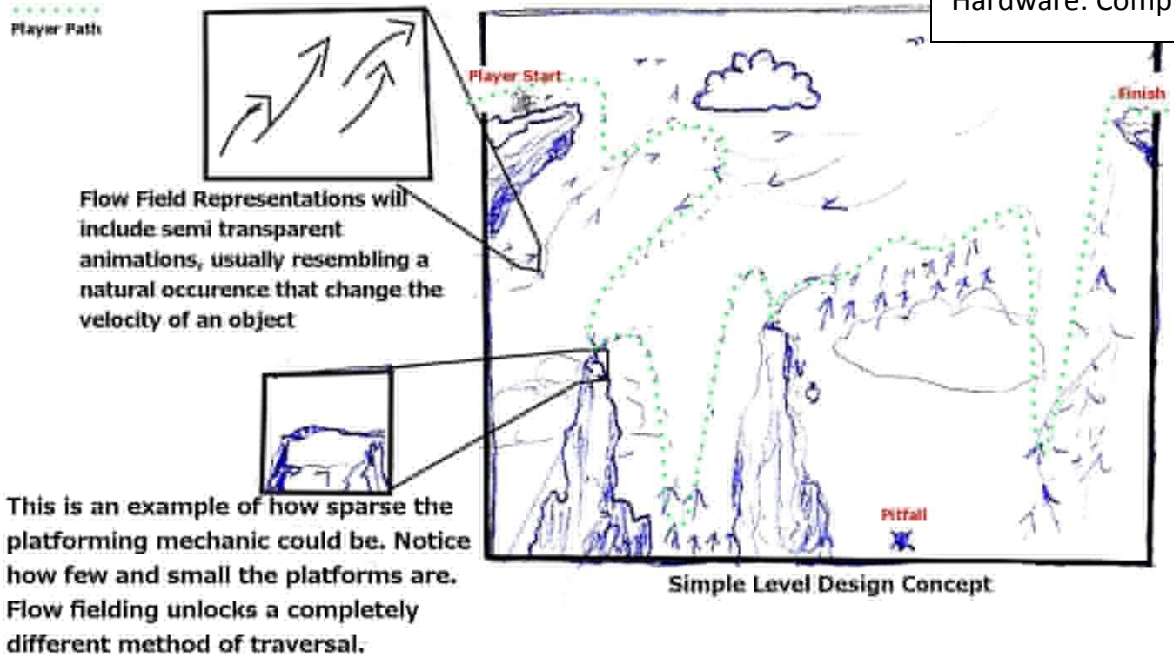 Player Path
Hardware: Comp
Player Start
Finish
Flow Field Representations will
include semi transparent
animations, usually resembling a
natural occurence that change the
velocity of an object
This is an example of how sparse the
platforming mechanic could be. Notice
how few and small the platforms are.
Flow fielding unlocks a completely
different method of traversal.
Pitfall
Simple Level Design Concept